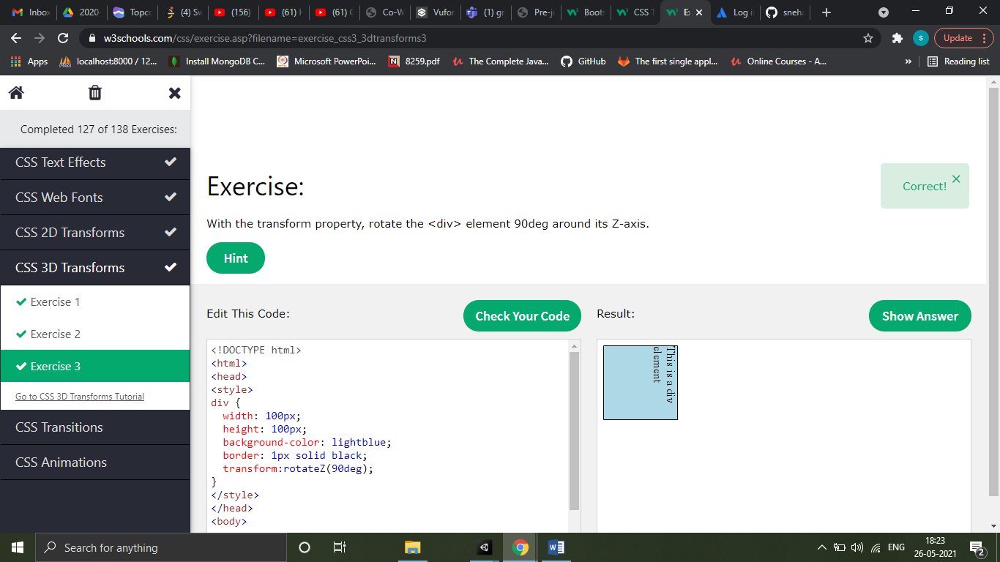 Inbox
2020-
Topco
(4) Sw
(156)
(61) H
(61) C
Co-W
Vufor
(1) gr
Pre-jo
Boots
CSS T
Ex
Log in
sneha
w3schools.com/css/exercise.asp?filename=exercise_css3_3dtransforms3
S
Update
Apps
localhost:8000 / 12...
Install MongoDB C...
Microsoft PowerPoi...
8259.pdf
The Complete Java...
GitHub
The first single appl...
Online Courses - A...
»
Reading list
Completed 127 of 138 Exercises:
CSS Text Effects
CSS Web Fonts
CSS 2D Transforms
CSS 3D Transforms
Exercise 1
Exercise 2
Exercise 3
Go to CSS 3D Transforms Tutorial
CSS Transitions
CSS Animations
Exercise:
Correct!
With the transform property, rotate the <div> element 90deg around its Z-axis.
Hint
Edit This Code:
Check Your Code
<!DOCTYPE html>
<html>
<head>
<style>
div {
width: 100px;
height: 100px;
background-color: lightblue;
border: 1px solid black;
transform:rotateZ(90deg);
}
</style>
</head>
<body>
Result:
Show Answer
This is a div
element
Search for anything
ENG
18:23
26-05-2021
2